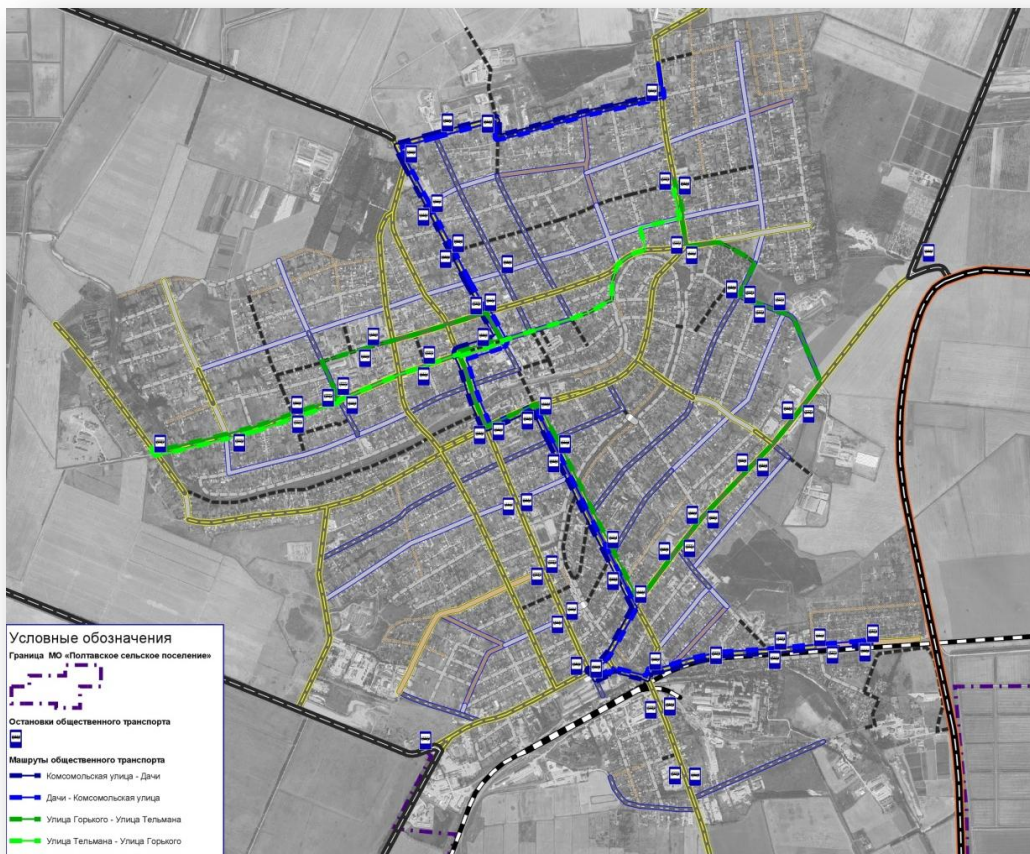 Условные обозначения
Граница МО «Полтавское сельское поселение»
Остановки общественного транспорта
Машруты общественного транспорта
Комсомольская улица - Дачи
Дачи - Комсомольская улица
Улица Горького - Улица Тельмана
Улица Тельмана - Улица Горького